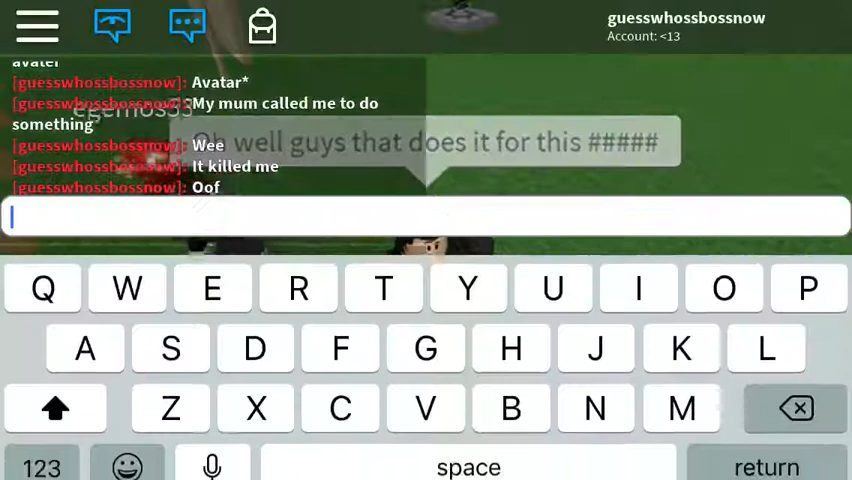 guesswhossbossnow
Account: <13
avater
[guesswhossbossnow]: Avatar*
[guesswhossbossnow]: My mum called me to do
something
[guesswhossbossnow]: Wee
[guesswhossbossnow]: It killed me
[guesswhossbossnow]: Oof
Oh well guys that does it for this #####
Q W E R T Y U I O P
A S D F G H J K L
Z X C V B N M
123 space return